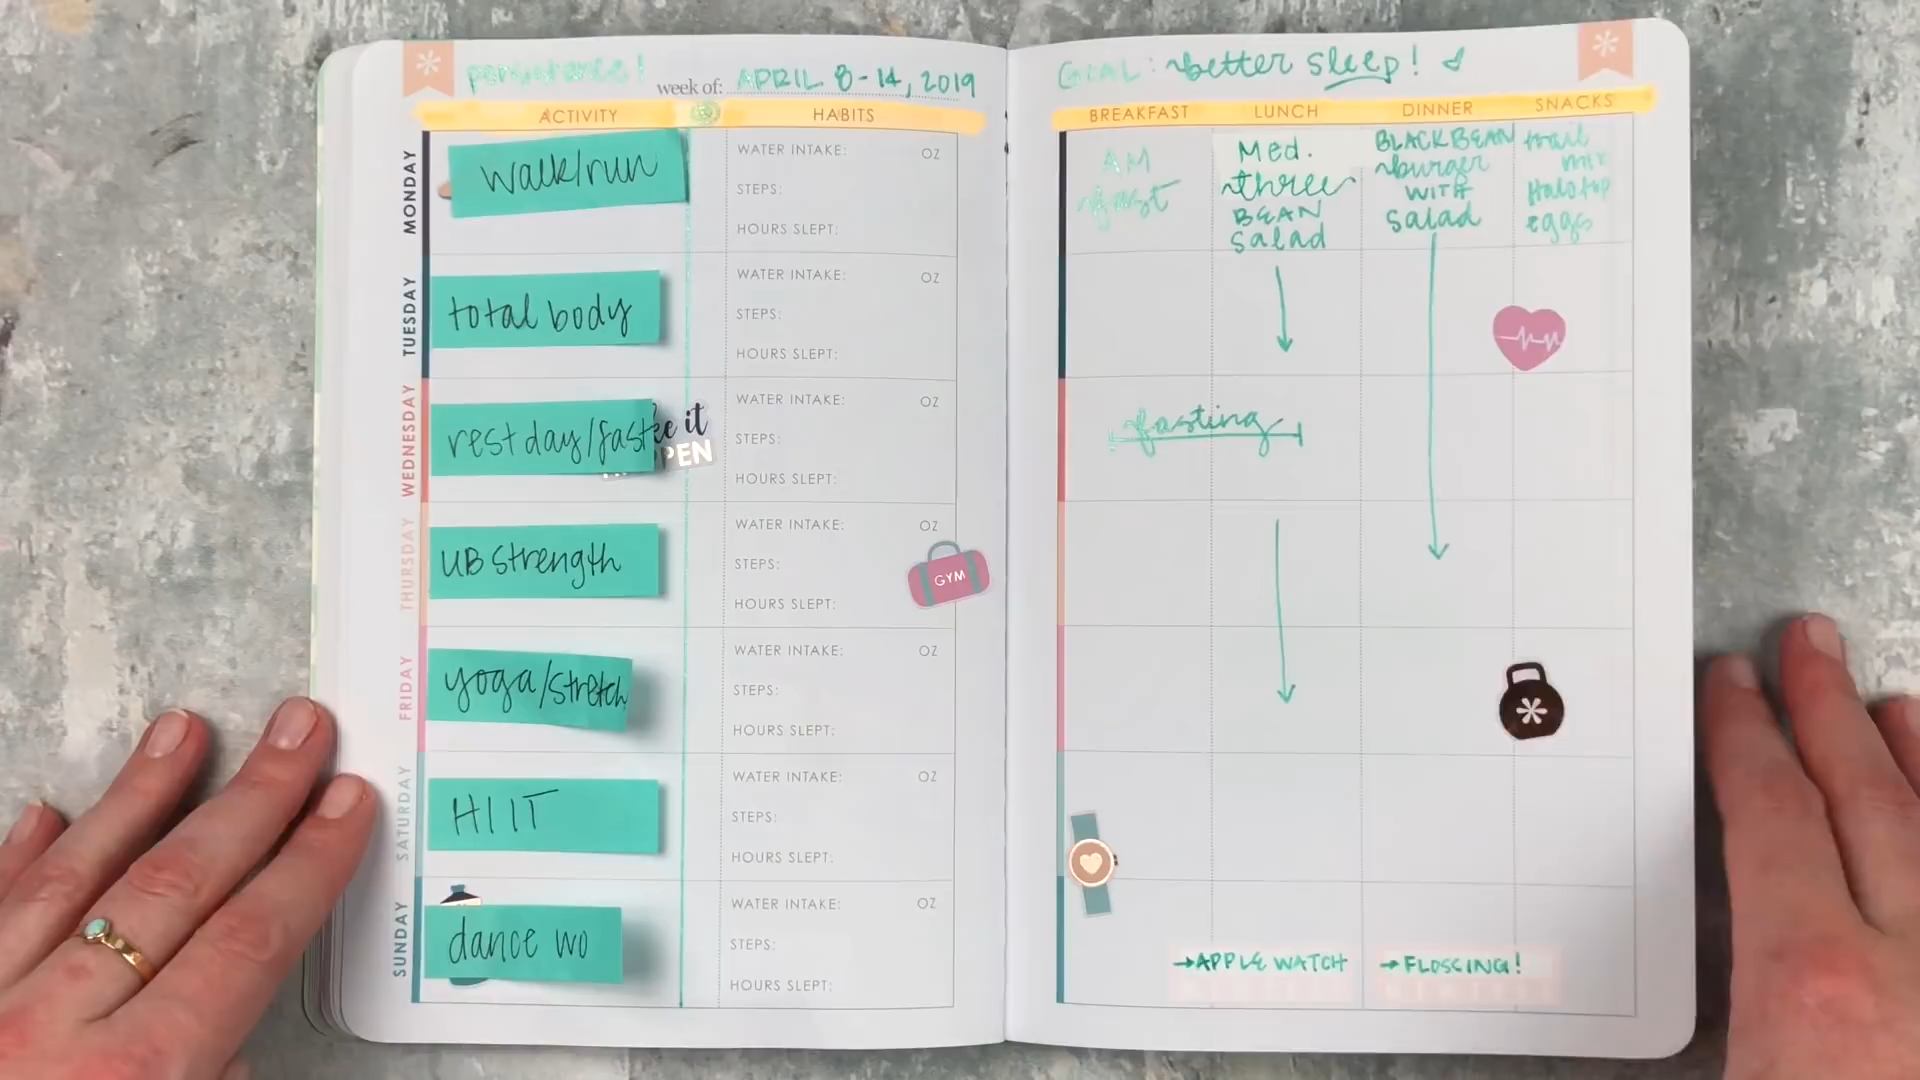 persistance!
week of: APRIL 8-14, 2019
ACTIVITY
HABITS
MONDAY
walk/run
WATER INTAKE: OZ
STEPS:
HOURS SLEPT:
TUESDAY
total body
WATER INTAKE: OZ
STEPS:
HOURS SLEPT:
WEDNESDAY
rest day/fast
ke it
PEN
WATER INTAKE: OZ
STEPS:
HOURS SLEPT:
THURSDAY
UB strength
WATER INTAKE: OZ
STEPS:
HOURS SLEPT:
GYM
FRIDAY
yoga/stretch
WATER INTAKE: OZ
STEPS:
HOURS SLEPT:
SATURDAY
HIIT
WATER INTAKE: OZ
STEPS:
HOURS SLEPT:
SUNDAY
dance wo
WATER INTAKE: OZ
STEPS:
HOURS SLEPT:
GOAL: better sleep!
BREAKFAST
LUNCH
DINNER
SNACKS
AM
fast
Med.
three
BEAN
salad
BLACKBEAN
burger
WITH
salad
trail
mix
Halo top
eggs
fasting
→APPLE WATCH
→FLOSSING!